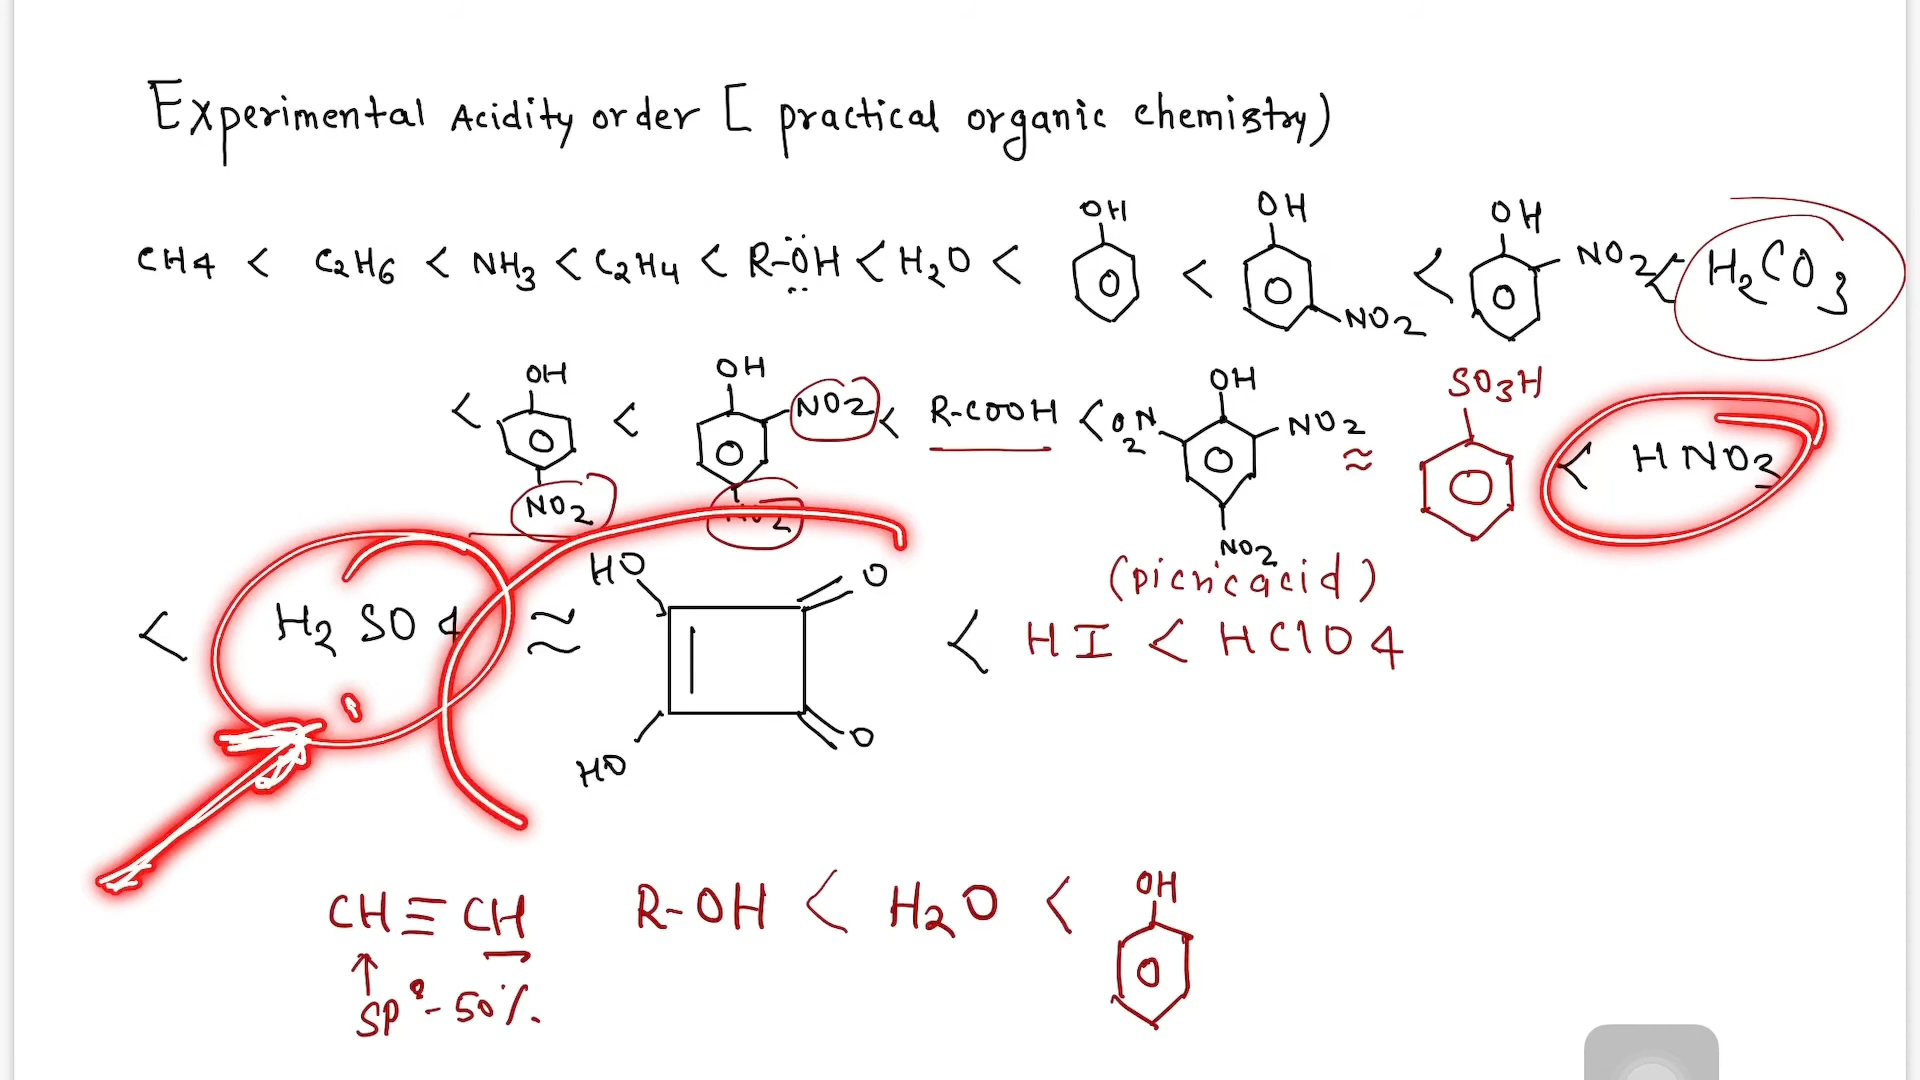 Experimental Acidity order [ practical organic chemistry)
OH OH OH
CH4 < C2H6 < NH3 < C2H4 < R-OH < H2O < < < NO2 < H2CO3
NO2
OH OH OH SO3H
< < NO2 < R-COOH < O2N NO2 ≈ < HNO3
NO2 NO2 NO2
(picric acid)
HO O
< H2SO4 ≈ < HI < HClO4
HO O
OH
CH≡CH R-OH < H2O <
↑
SP - 50%.